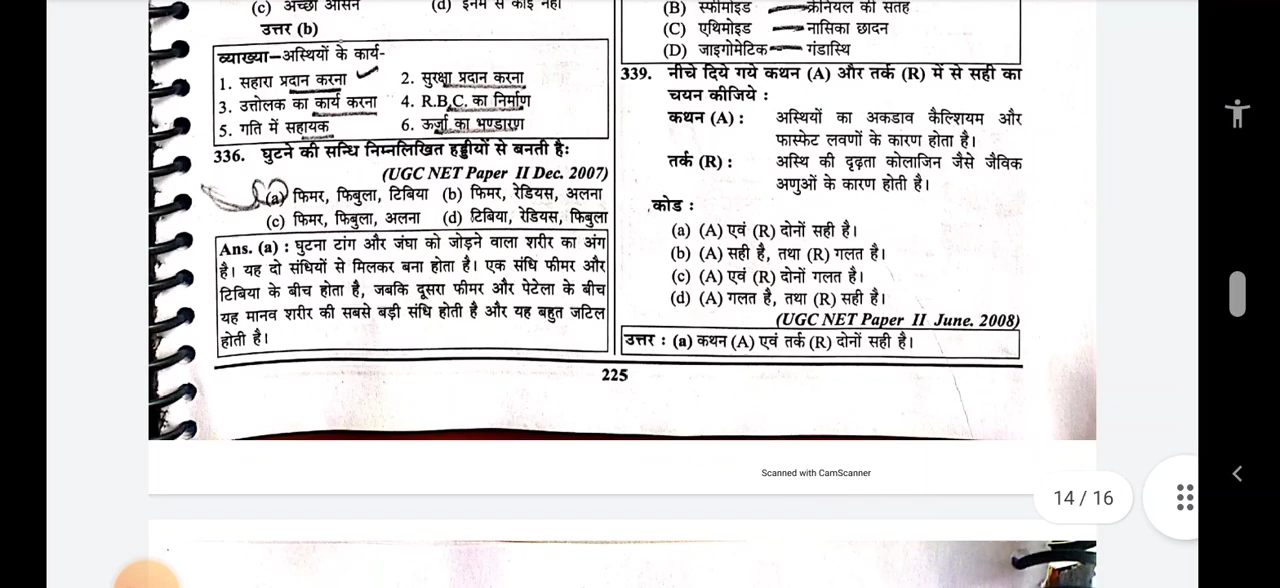 (c) अच्छा आसन (d) इनमें से कोई नहीं
उत्तर (b)
व्याख्या–अस्थियों के कार्य-
1. सहारा प्रदान करना 2. सुरक्षा प्रदान करना
3. उत्तोलक का कार्य करना 4. R.B.C. का निर्माण
5. गति में सहायक 6. ऊर्जा का भण्डारण
336. घुटने की सन्धि निम्नलिखित हड्डीयों से बनती है:
(UGC NET Paper II Dec. 2007)
(a) फिमर, फिबुला, टिबिया (b) फिमर, रेडियस, अलना
(c) फिमर, फिबुला, अलना (d) टिबिया, रेडियस, फिबुला
Ans. (a) : घुटना टांग और जंघा को जोड़ने वाला शरीर का अंग
है। यह दो संधियों से मिलकर बना होता है। एक संधि फीमर और
टिबिया के बीच होता है, जबकि दूसरा फीमर और पेटेला के बीच
यह मानव शरीर की सबसे बड़ी संधि होती है और यह बहुत जटिल
होती है।
(B) स्फीमोइड क्रेनियल की सतह
(C) एथिमोइड नासिका छादन
(D) जाइगोमेटिक गंडास्थि
339. नीचे दिये गये कथन (A) और तर्क (R) में से सही का
चयन कीजिये :
कथन (A) : अस्थियों का अकडाव कैल्शियम और
फास्फेट लवणों के कारण होता है।
तर्क (R) : अस्थि की दृढ़ता कोलाजिन जैसे जैविक
अणुओं के कारण होती है।
कोड :
(a) (A) एवं (R) दोनों सही है।
(b) (A) सही है, तथा (R) गलत है।
(c) (A) एवं (R) दोनों गलत है।
(d) (A) गलत है, तथा (R) सही है।
(UGC NET Paper II June. 2008)
उत्तर : (a) कथन (A) एवं तर्क (R) दोनों सही है।
225
Scanned with CamScanner
14 / 16